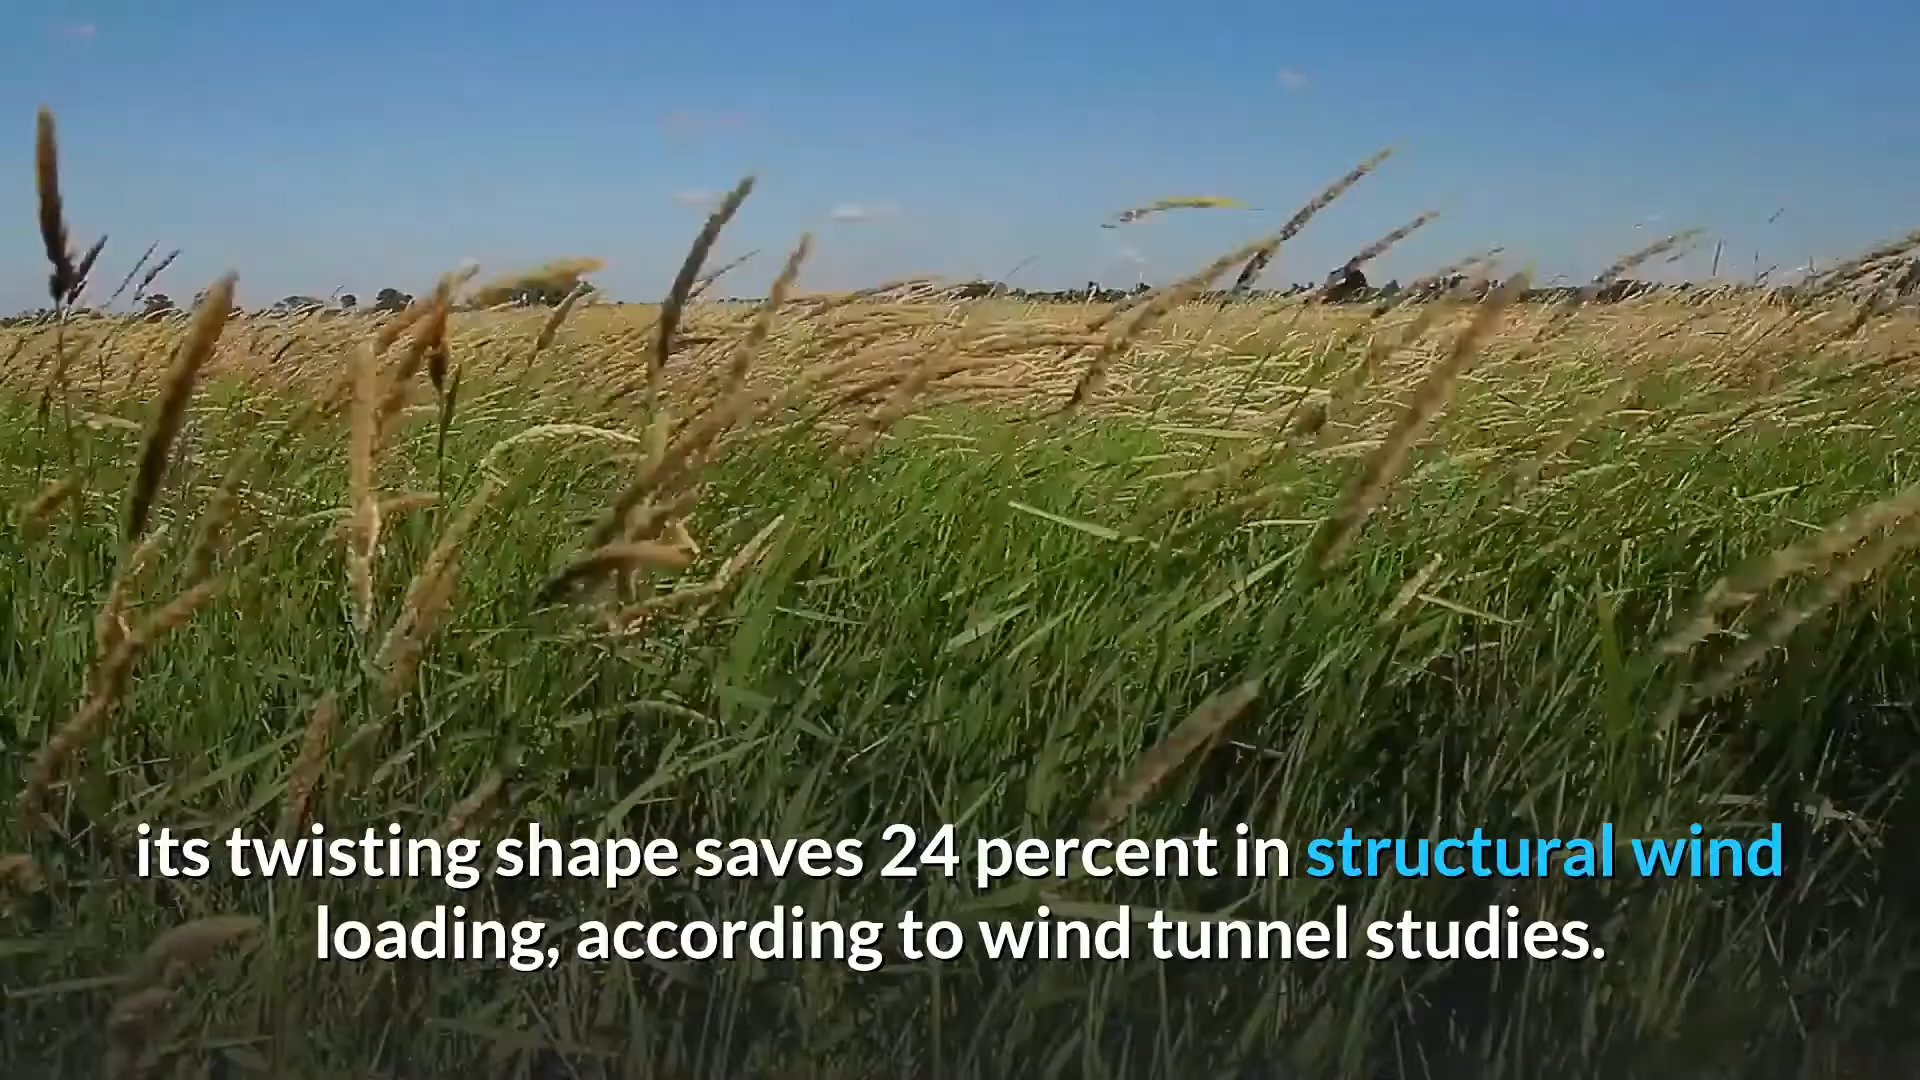 its twisting shape saves 24 percent in structural wind
loading, according to wind tunnel studies.